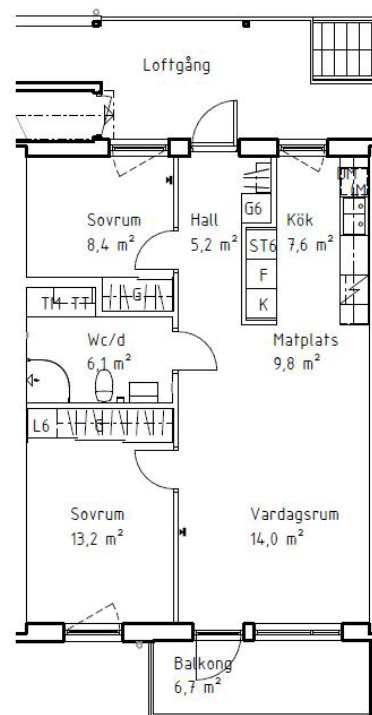 Loftgång
DM
Sovrum
8,4 m²
Hall
5,2 m²
G6
Kök
7,6 m²
ST6
F
K
TM TT
G
Wc/d
6,1 m²
Matplats
9,8 m²
L6
G
Sovrum
13,2 m²
Vardagsrum
14,0 m²
Balkong
6,7 m²